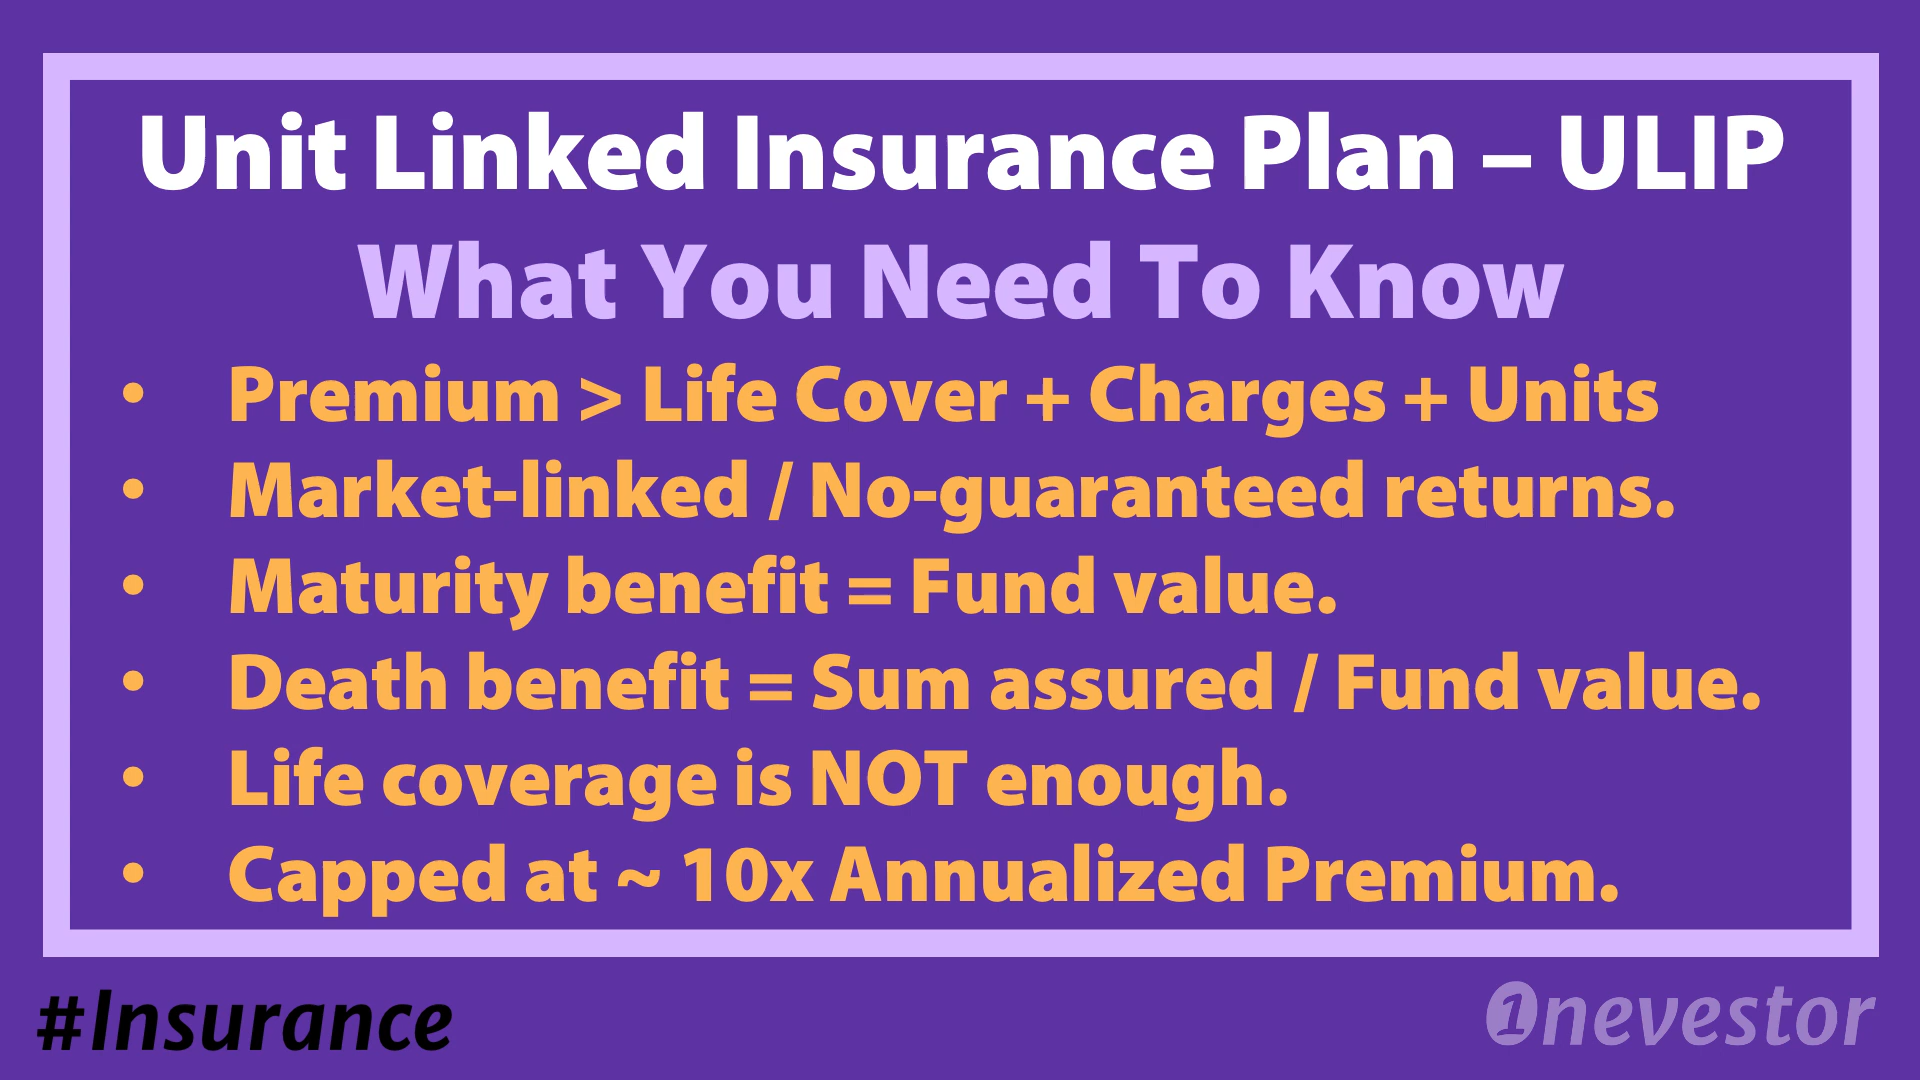 Unit Linked Insurance Plan – ULIP
What You Need To Know
• Premium > Life Cover + Charges + Units
• Market-linked / No-guaranteed returns.
• Maturity benefit = Fund value.
• Death benefit = Sum assured / Fund value.
• Life coverage is NOT enough.
• Capped at ~ 10x Annualized Premium.
#Insurance
1nevestor